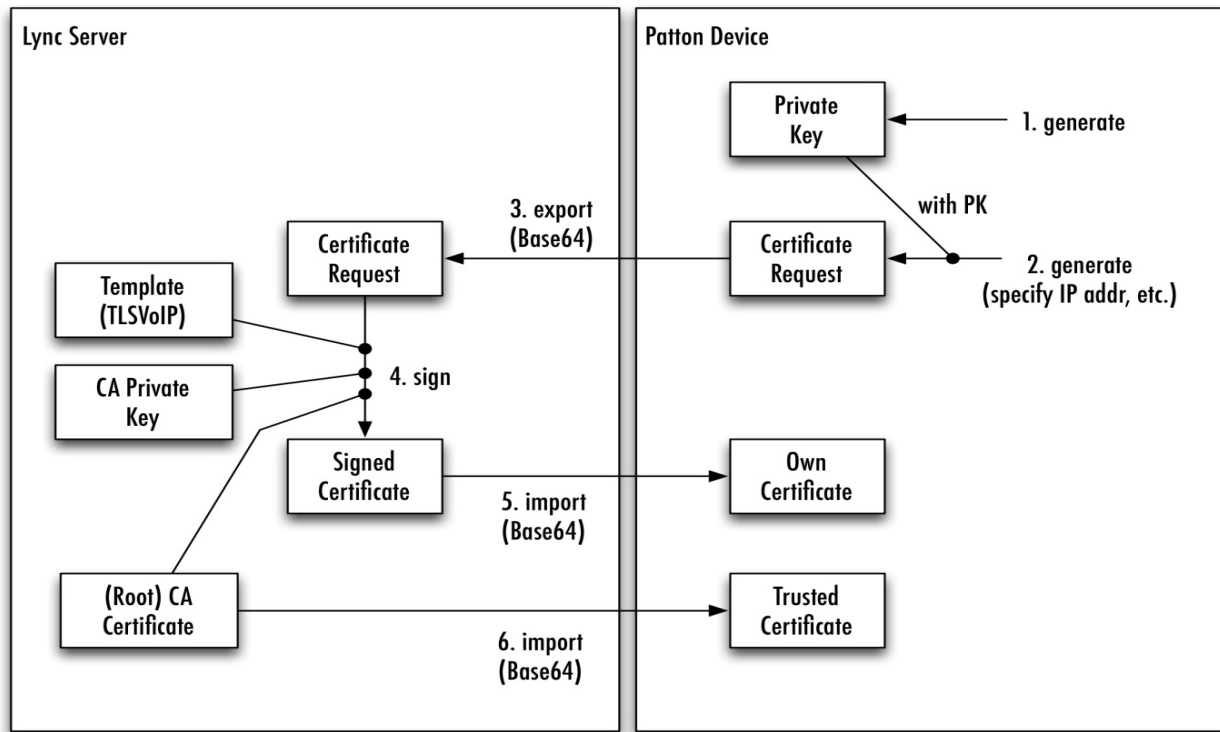 Lync Server
Patton Device
Private
Key
1. generate
with PK
3. export
(Base64)
Certificate
Request
Certificate
Request
2. generate
(specify IP addr, etc.)
Template
(TLSVoIP)
CA Private
Key
4. sign
Signed
Certificate
5. import
(Base64)
Own
Certificate
(Root) CA
Certificate
6. import
(Base64)
Trusted
Certificate